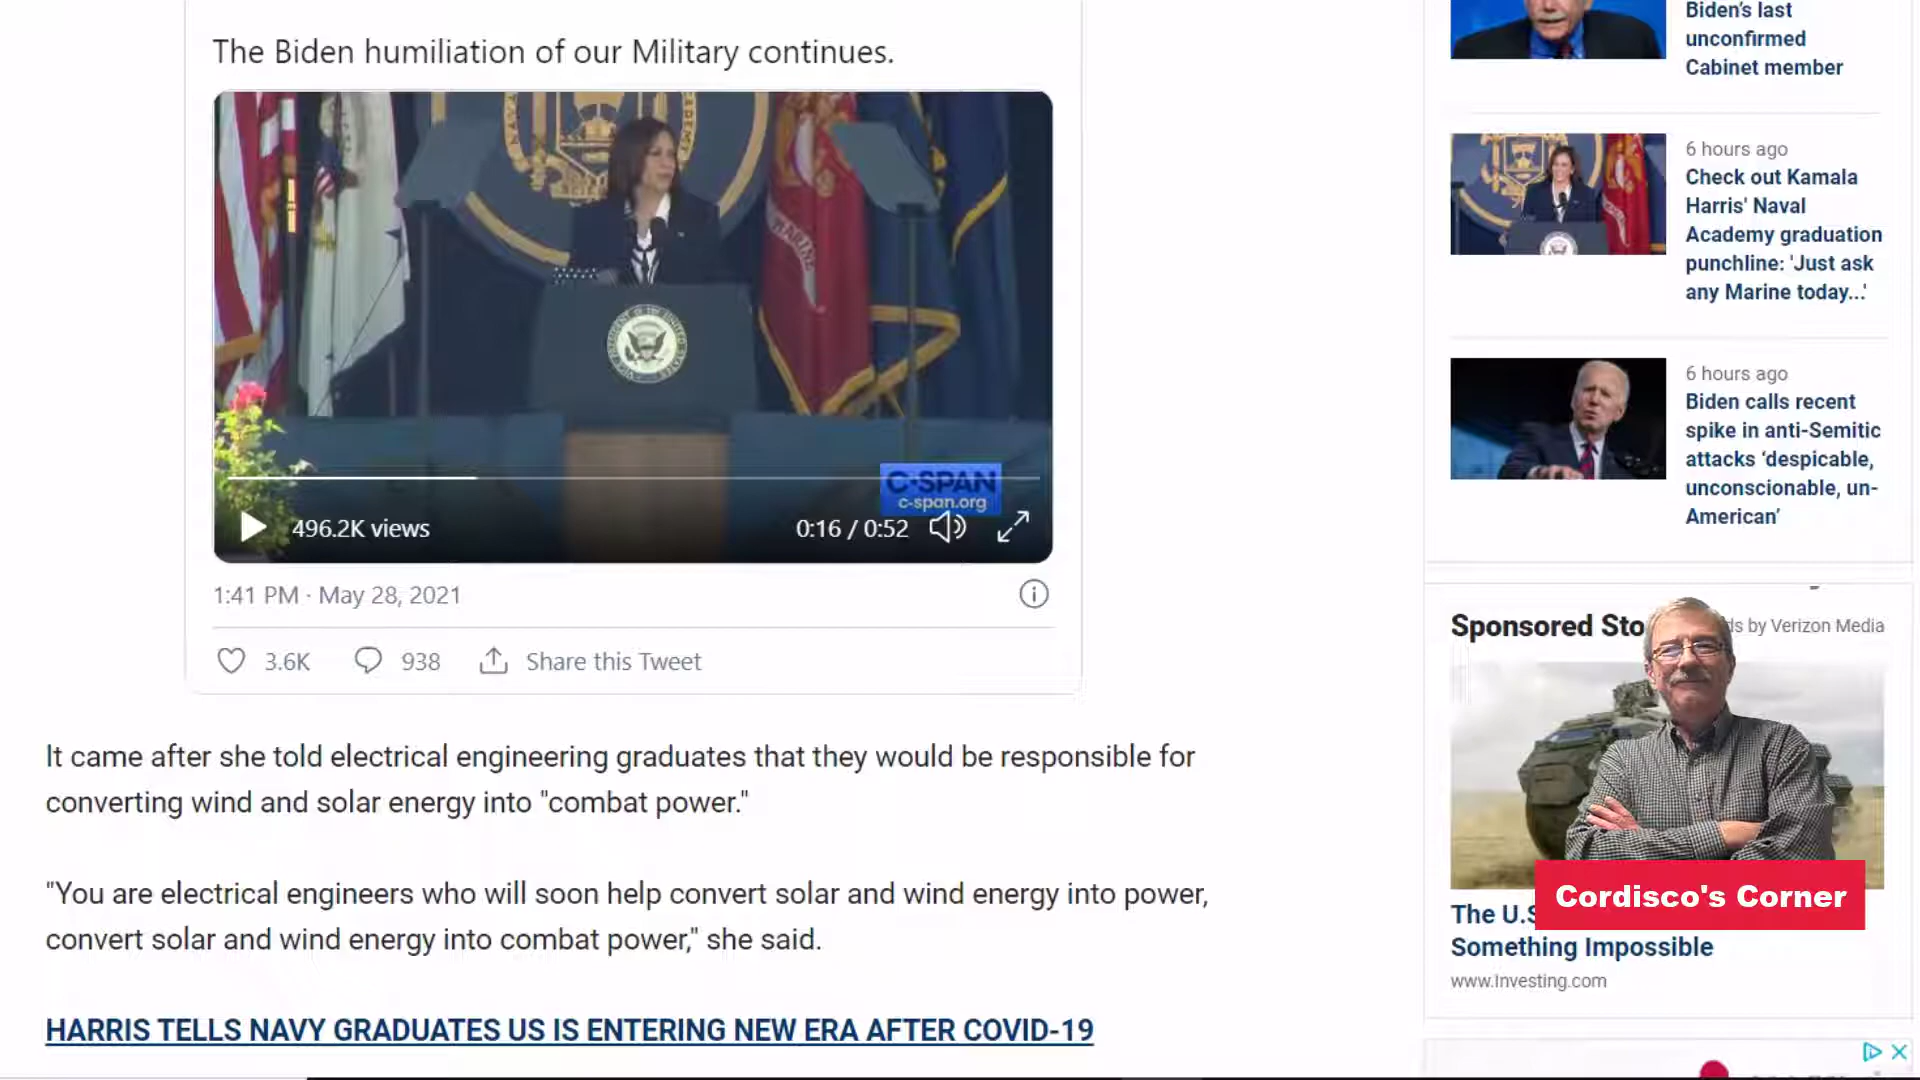 The Biden humiliation of our Military continues.
MARINE
C-SPAN
c-span.org
496.2K views
0:16 / 0:52
1:41 PM · May 28, 2021
3.6K
938
Share this Tweet
It came after she told electrical engineering graduates that they would be responsible for
converting wind and solar energy into "combat power."
"You are electrical engineers who will soon help convert solar and wind energy into power,
convert solar and wind energy into combat power," she said.
HARRIS TELLS NAVY GRADUATES US IS ENTERING NEW ERA AFTER COVID-19
Biden's last
unconfirmed
Cabinet member
6 hours ago
Check out Kamala
Harris' Naval
Academy graduation
punchline: 'Just ask
any Marine today...'
6 hours ago
Biden calls recent
spike in anti-Semitic
attacks 'despicable,
unconscionable, un-
American'
Sponsored Sto
ds by Verizon Media
Cordisco's Corner
The U.S
Something Impossible
www.Investing.com